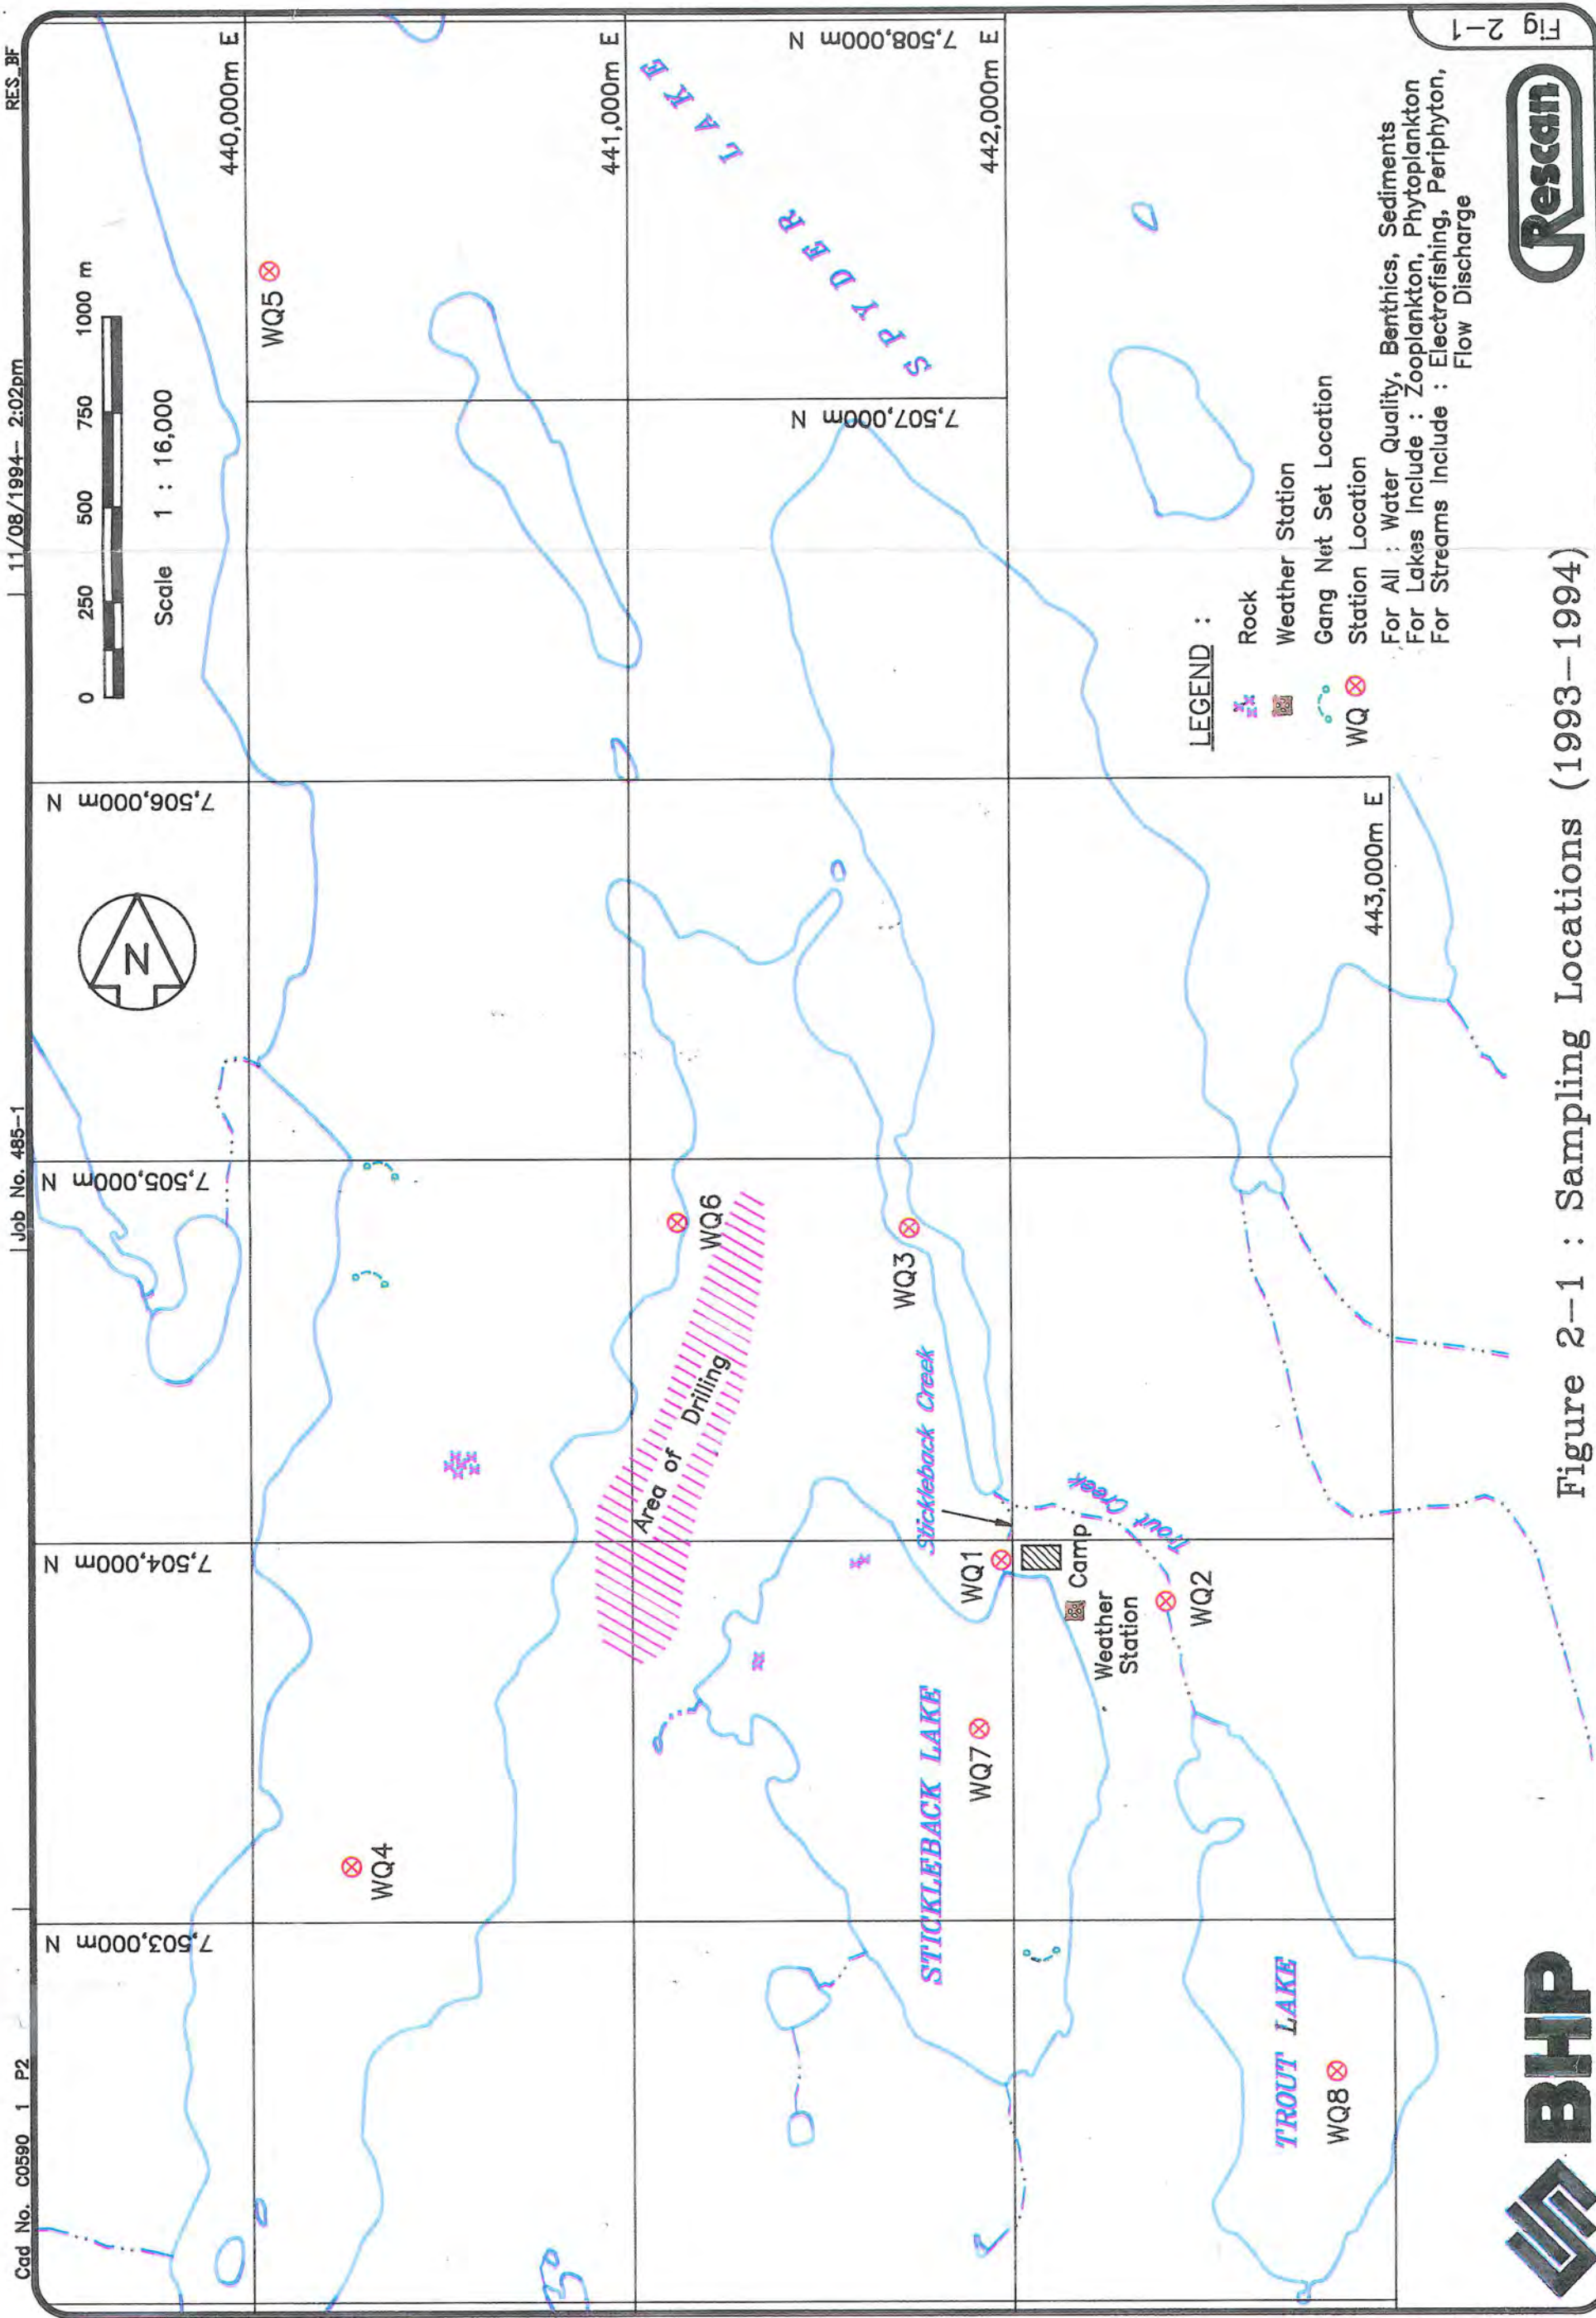 Cad No. C0590 1 P2
Job No. 485-1
11/08/1994- 2:02pm
RES_BF
7,503,000m N
7,504,000m N
7,505,000m N
7,506,000m N
0 250 500 750 1000 m
Scale 1 : 16,000
N
440,000m E
WQ5
WQ4
441,000m E
SPYDER LAKE
WQ6
Area of
Drilling
7,507,000m N
7,508,000m N
WQ3
Stickleback Creek
STICKLEBACK LAKE
WQ7
WQ1
442,000m E
Camp
Weather
Station
Trout Creek
WQ2
TROUT LAKE
WQ8
443,000m E
LEGEND :
Rock
Weather Station
Gang Net Set Location
WQ Station Location
For All : Water Quality, Benthics, Sediments
For Lakes Include : Zooplankton, Phytoplankton
For Streams Include : Electrofishing, Periphyton,
Flow Discharge
BHP
Figure 2-1 : Sampling Locations (1993-1994)
Rescan
Fig 2-1